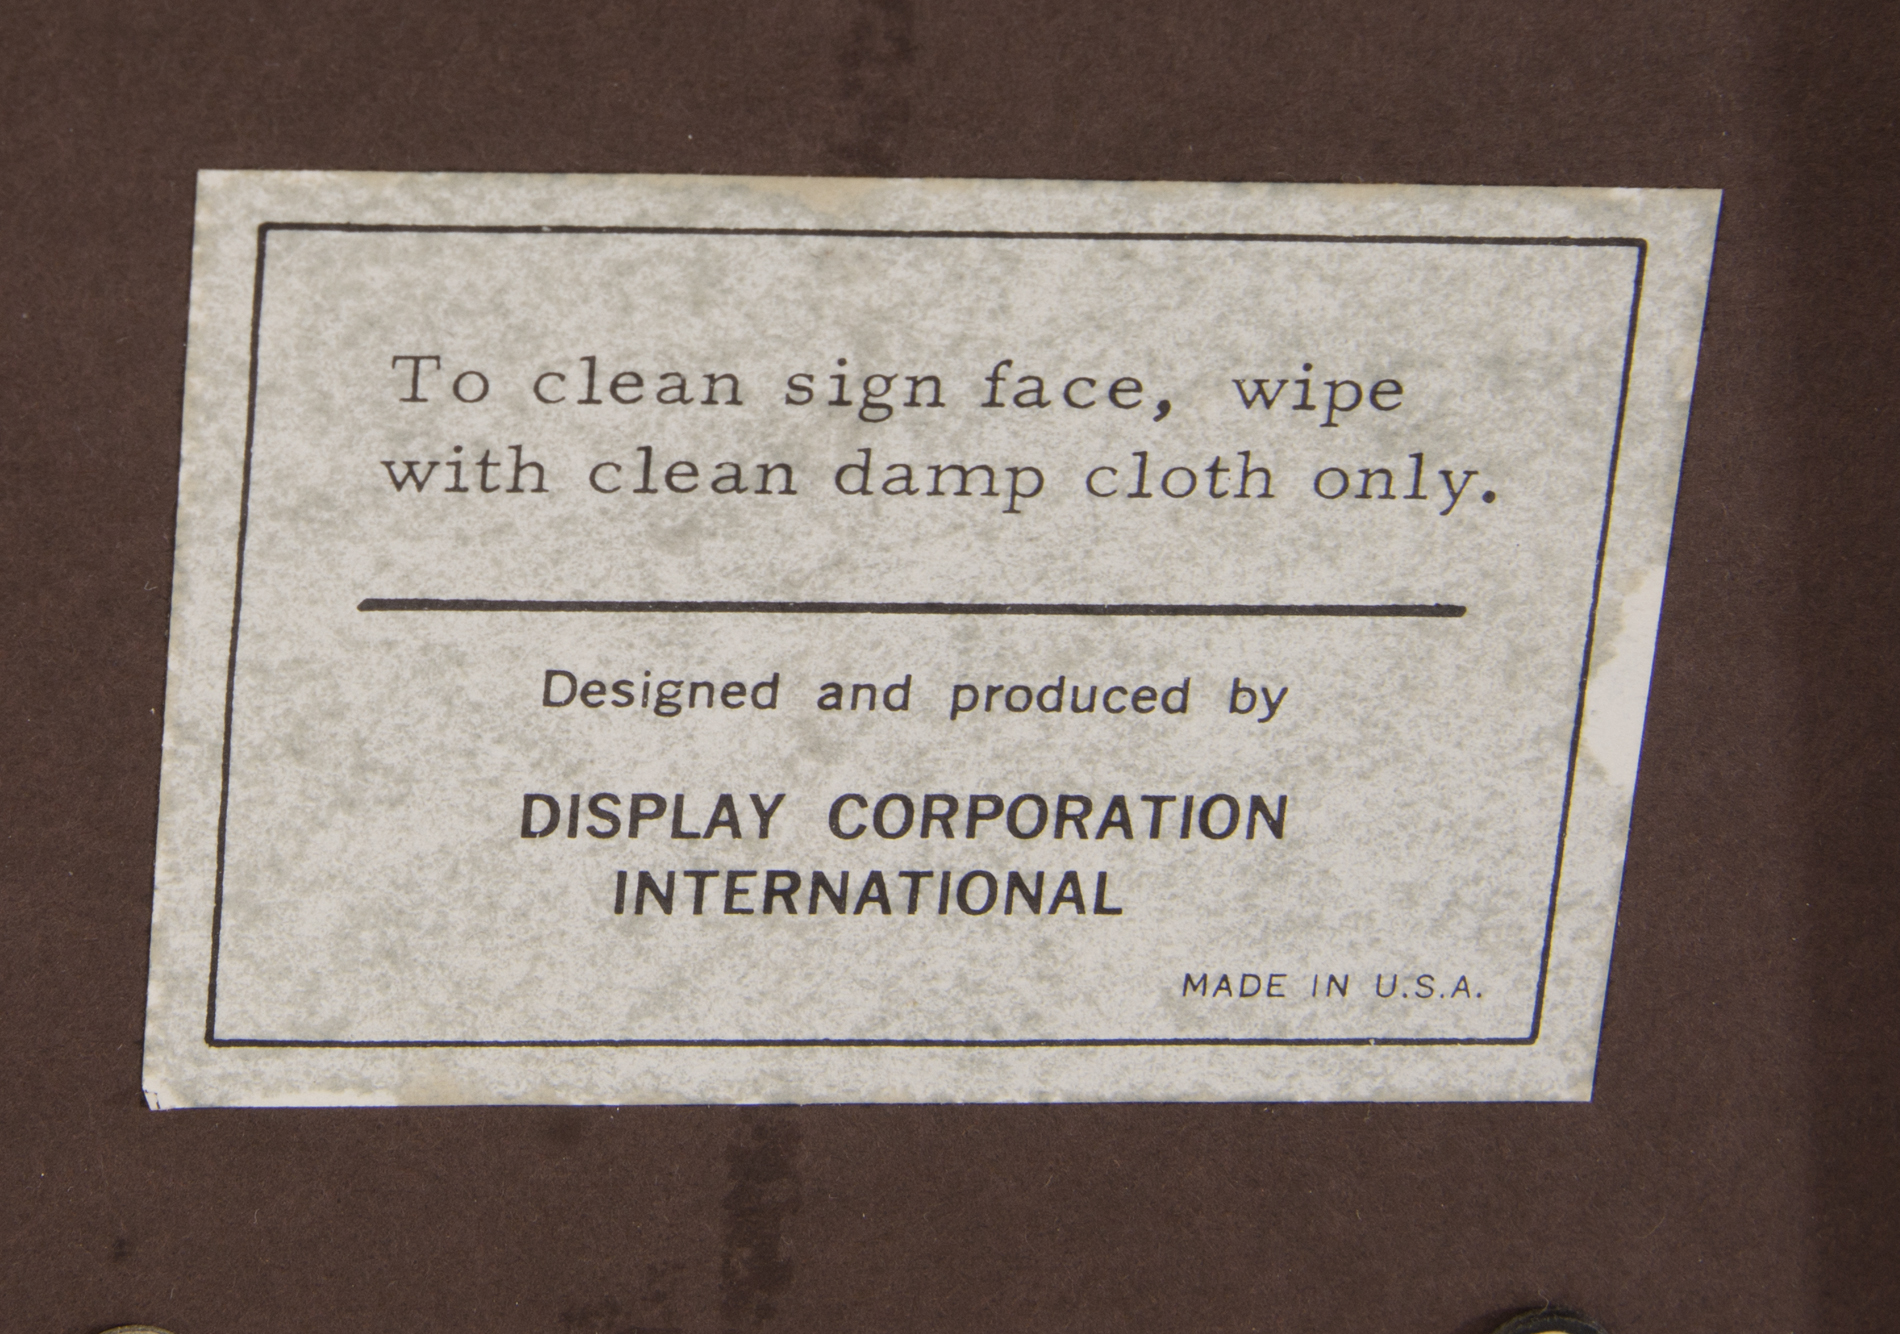 To clean sign face, wipe
with clean damp cloth only.
Designed and produced by
DISPLAY CORPORATION
INTERNATIONAL
MADE IN U.S.A.